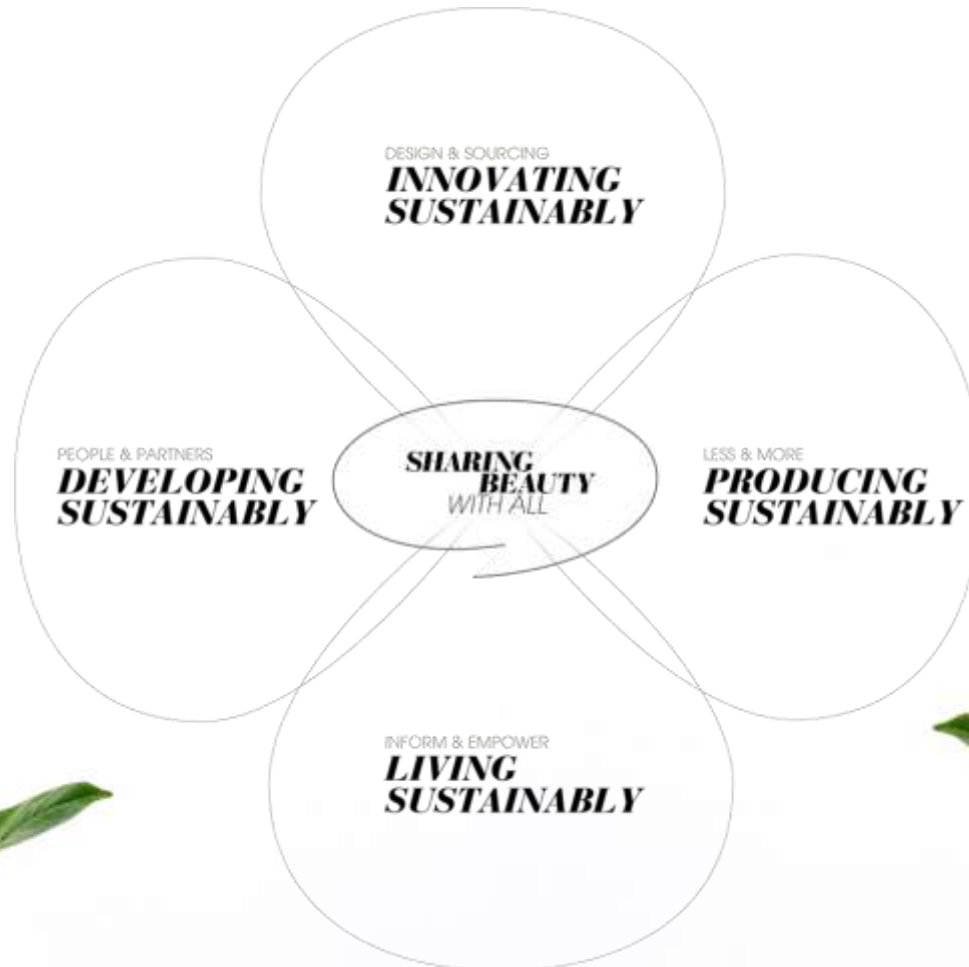 DESIGN & SOURCING
INNOVATING
SUSTAINABLY
PEOPLE & PARTNERS
DEVELOPING
SUSTAINABLY
SHARING
BEAUTY
WITH ALL
LESS & MORE
PRODUCING
SUSTAINABLY
INFORM & EMPOWER
LIVING
SUSTAINABLY